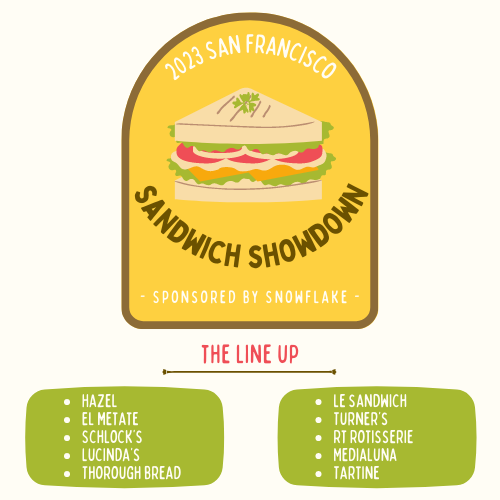 2023 SAN FRANCISCO
SANDWICH SHOWDOWN
- SPONSORED BY SNOWFLAKE -
THE LINE UP
• HAZEL
• EL METATE
• SCHLOCK'S
• LUCINDA'S
• THOROUGH BREAD
• LE SANDWICH
• TURNER'S
• RT ROTISSERIE
• MEDIALUNA
• TARTINE